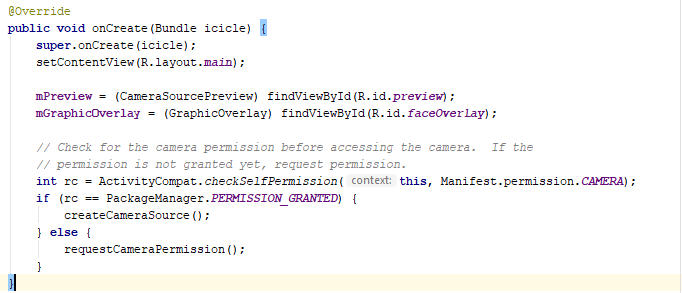 @Override
public void onCreate(Bundle icicle) {
    super.onCreate(icicle);
    setContentView(R.layout.main);

    mPreview = (CameraSourcePreview) findViewById(R.id.preview);
    mGraphicOverlay = (GraphicOverlay) findViewById(R.id.faceOverlay);

    // Check for the camera permission before accessing the camera.  If the
    // permission is not granted yet, request permission.
    int rc = ActivityCompat.checkSelfPermission( context: this, Manifest.permission.CAMERA);
    if (rc == PackageManager.PERMISSION_GRANTED) {
        createCameraSource();
    } else {
        requestCameraPermission();
    }
}